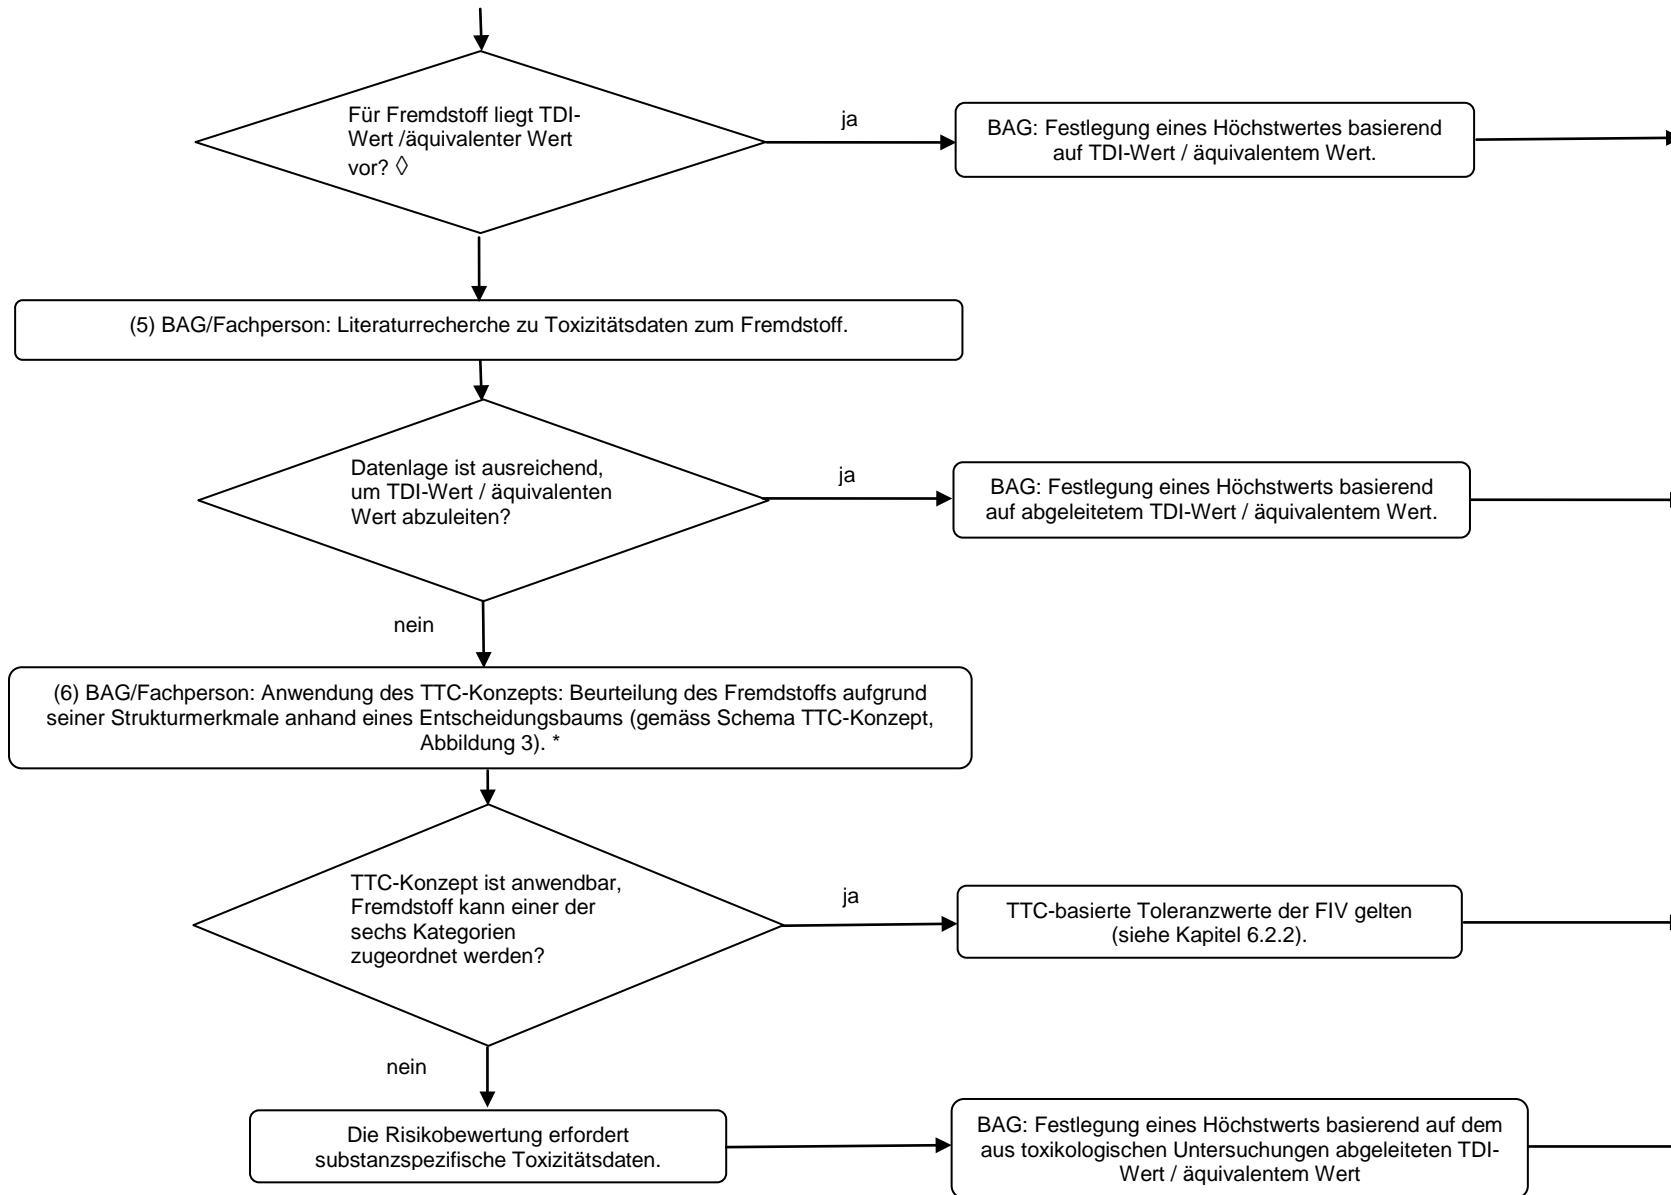 Für Fremdstoff liegt TDI-
Wert /äquivalenter Wert
vor? ◊
ja
BAG: Festlegung eines Höchstwertes basierend
auf TDI-Wert / äquivalentem Wert.
(5) BAG/Fachperson: Literaturrecherche zu Toxizitätsdaten zum Fremdstoff.
Datenlage ist ausreichend,
um TDI-Wert / äquivalenten
Wert abzuleiten?
ja
BAG: Festlegung eines Höchstwerts basierend
auf abgeleitetem TDI-Wert / äquivalentem Wert.
nein
(6) BAG/Fachperson: Anwendung des TTC-Konzepts: Beurteilung des Fremdstoffs aufgrund
seiner Strukturmerkmale anhand eines Entscheidungsbaums (gemäss Schema TTC-Konzept,
Abbildung 3). *
TTC-Konzept ist anwendbar,
Fremdstoff kann einer der
sechs Kategorien
zugeordnet werden?
ja
TTC-basierte Toleranzwerte der FIV gelten
(siehe Kapitel 6.2.2).
nein
Die Risikobewertung erfordert
substanzspezifische Toxizitätsdaten.
BAG: Festlegung eines Höchstwerts basierend auf dem
aus toxikologischen Untersuchungen abgeleiteten TDI-
Wert / äquivalentem Wert